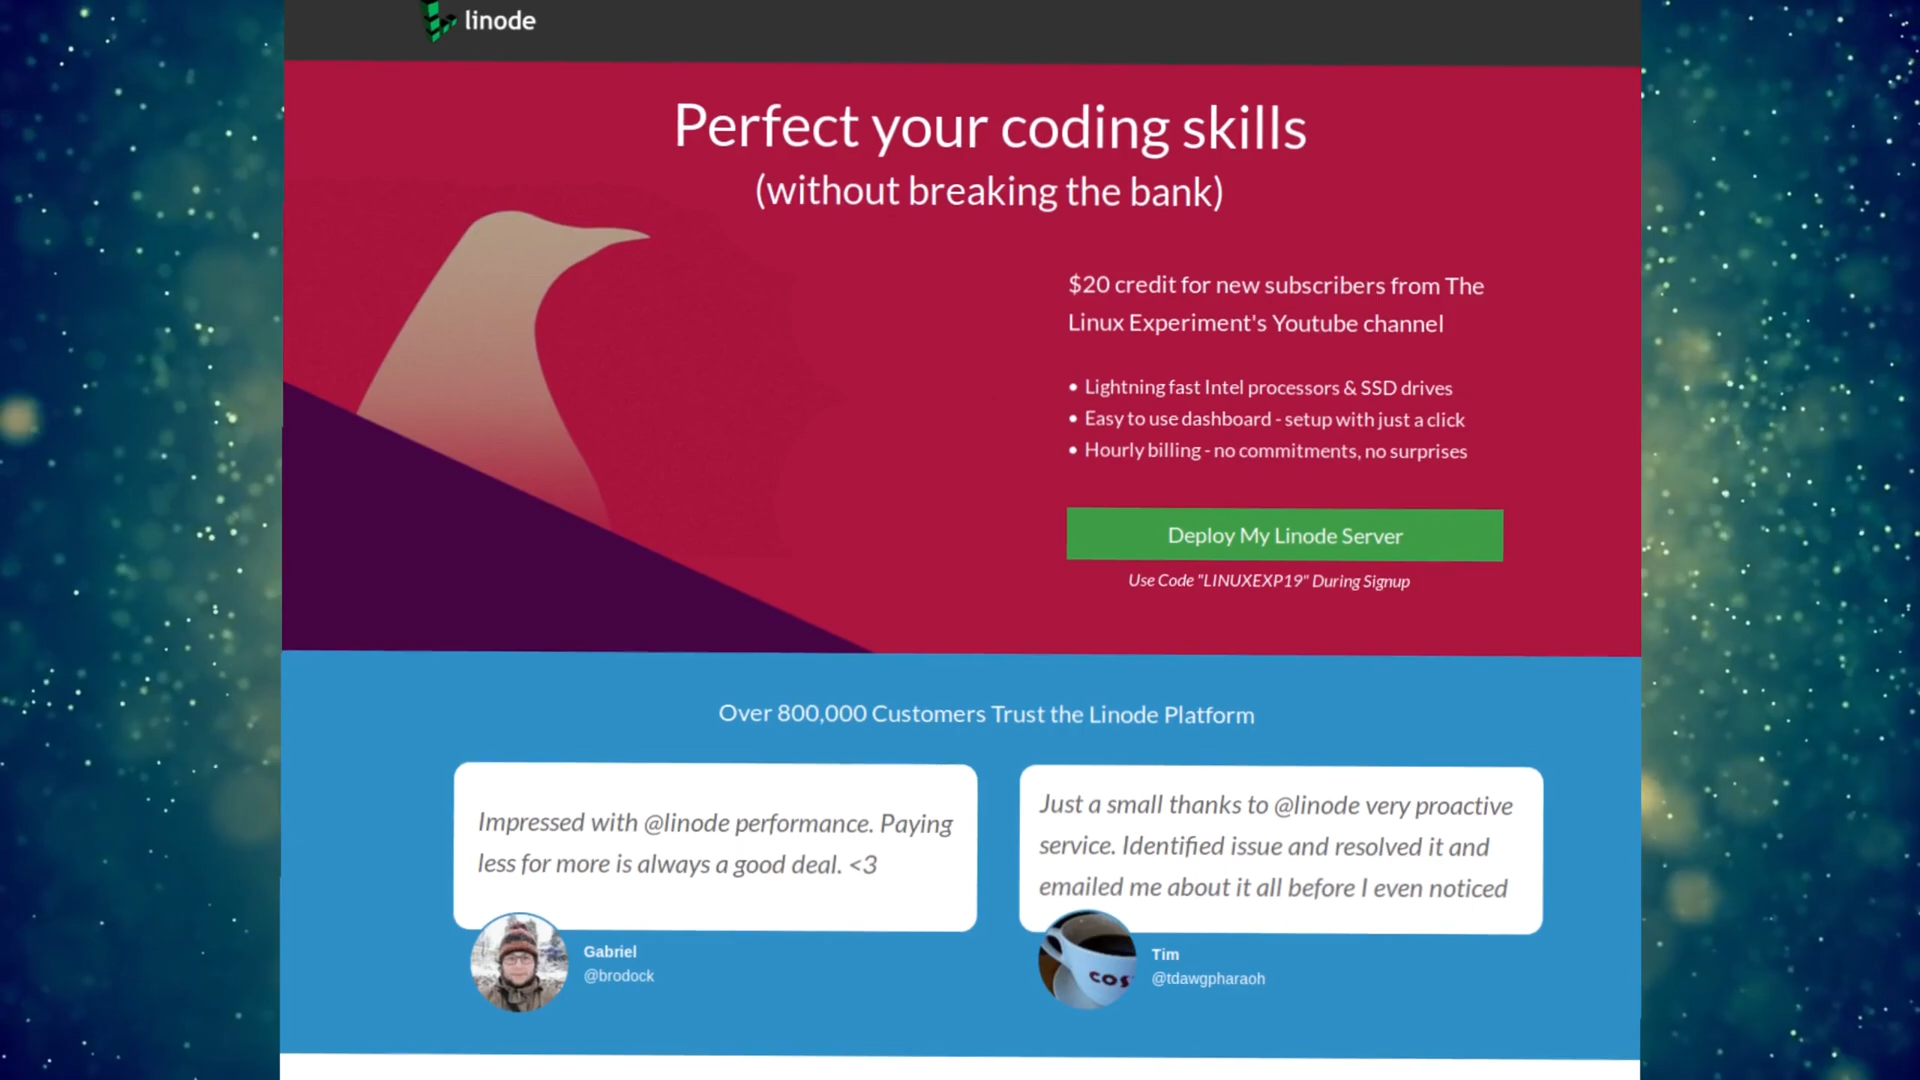 linode
Perfect your coding skills
(without breaking the bank)
$20 credit for new subscribers from The
Linux Experiment's Youtube channel
• Lightning fast Intel processors & SSD drives
• Easy to use dashboard - setup with just a click
• Hourly billing - no commitments, no surprises
Deploy My Linode Server
Use Code "LINUXEXP19" During Signup
Over 800,000 Customers Trust the Linode Platform
Impressed with @linode performance. Paying
less for more is always a good deal. <3
Gabriel
@brodock
Just a small thanks to @linode very proactive
service. Identified issue and resolved it and
emailed me about it all before I even noticed
COS
Tim
@tdawgpharaoh